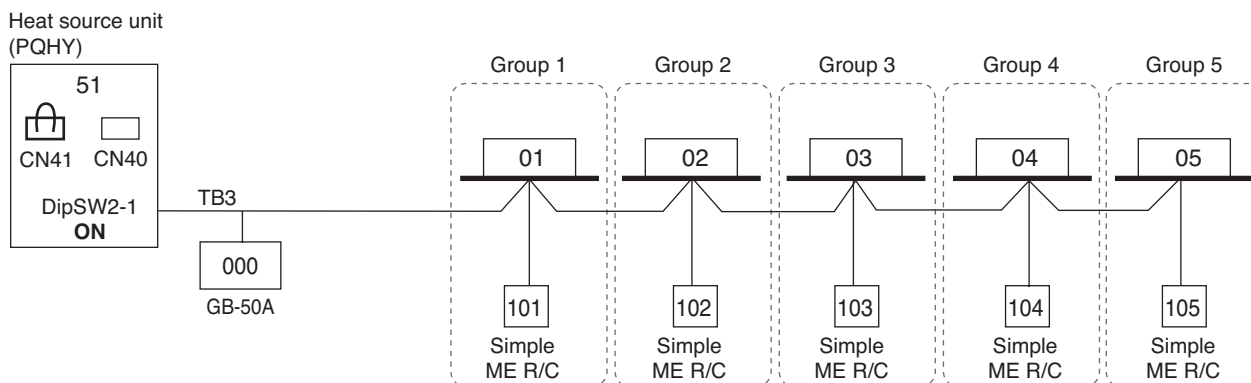 Heat source unit
(PQHY)
51
CN41 CN40
DipSW2-1
ON
TB3
000
GB-50A
Group 1 Group 2 Group 3 Group 4 Group 5
01 02 03 04 05
101 102 103 104 105
Simple Simple Simple Simple Simple
ME R/C ME R/C ME R/C ME R/C ME R/C